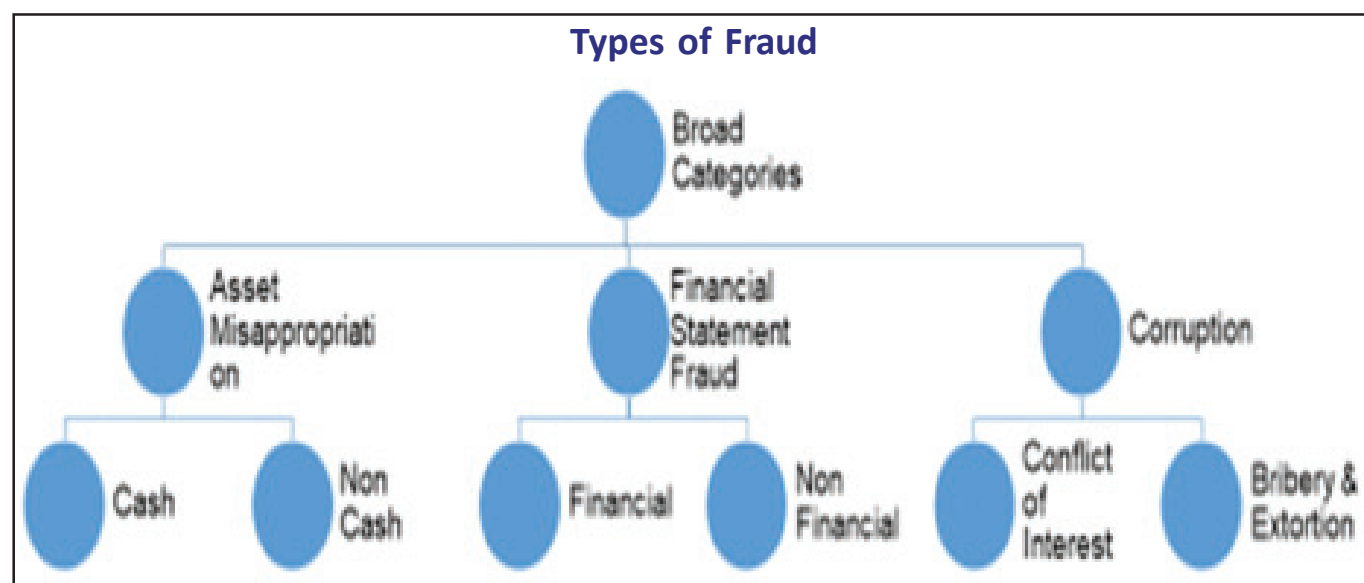 Types of Fraud
Broad
Categories
Asset
Misappropriati
on
Financial
Statement
Fraud
Corruption
Cash
Non
Cash
Financial
Non
Financial
Conflict
of
Interest
Bribery &
Extortion